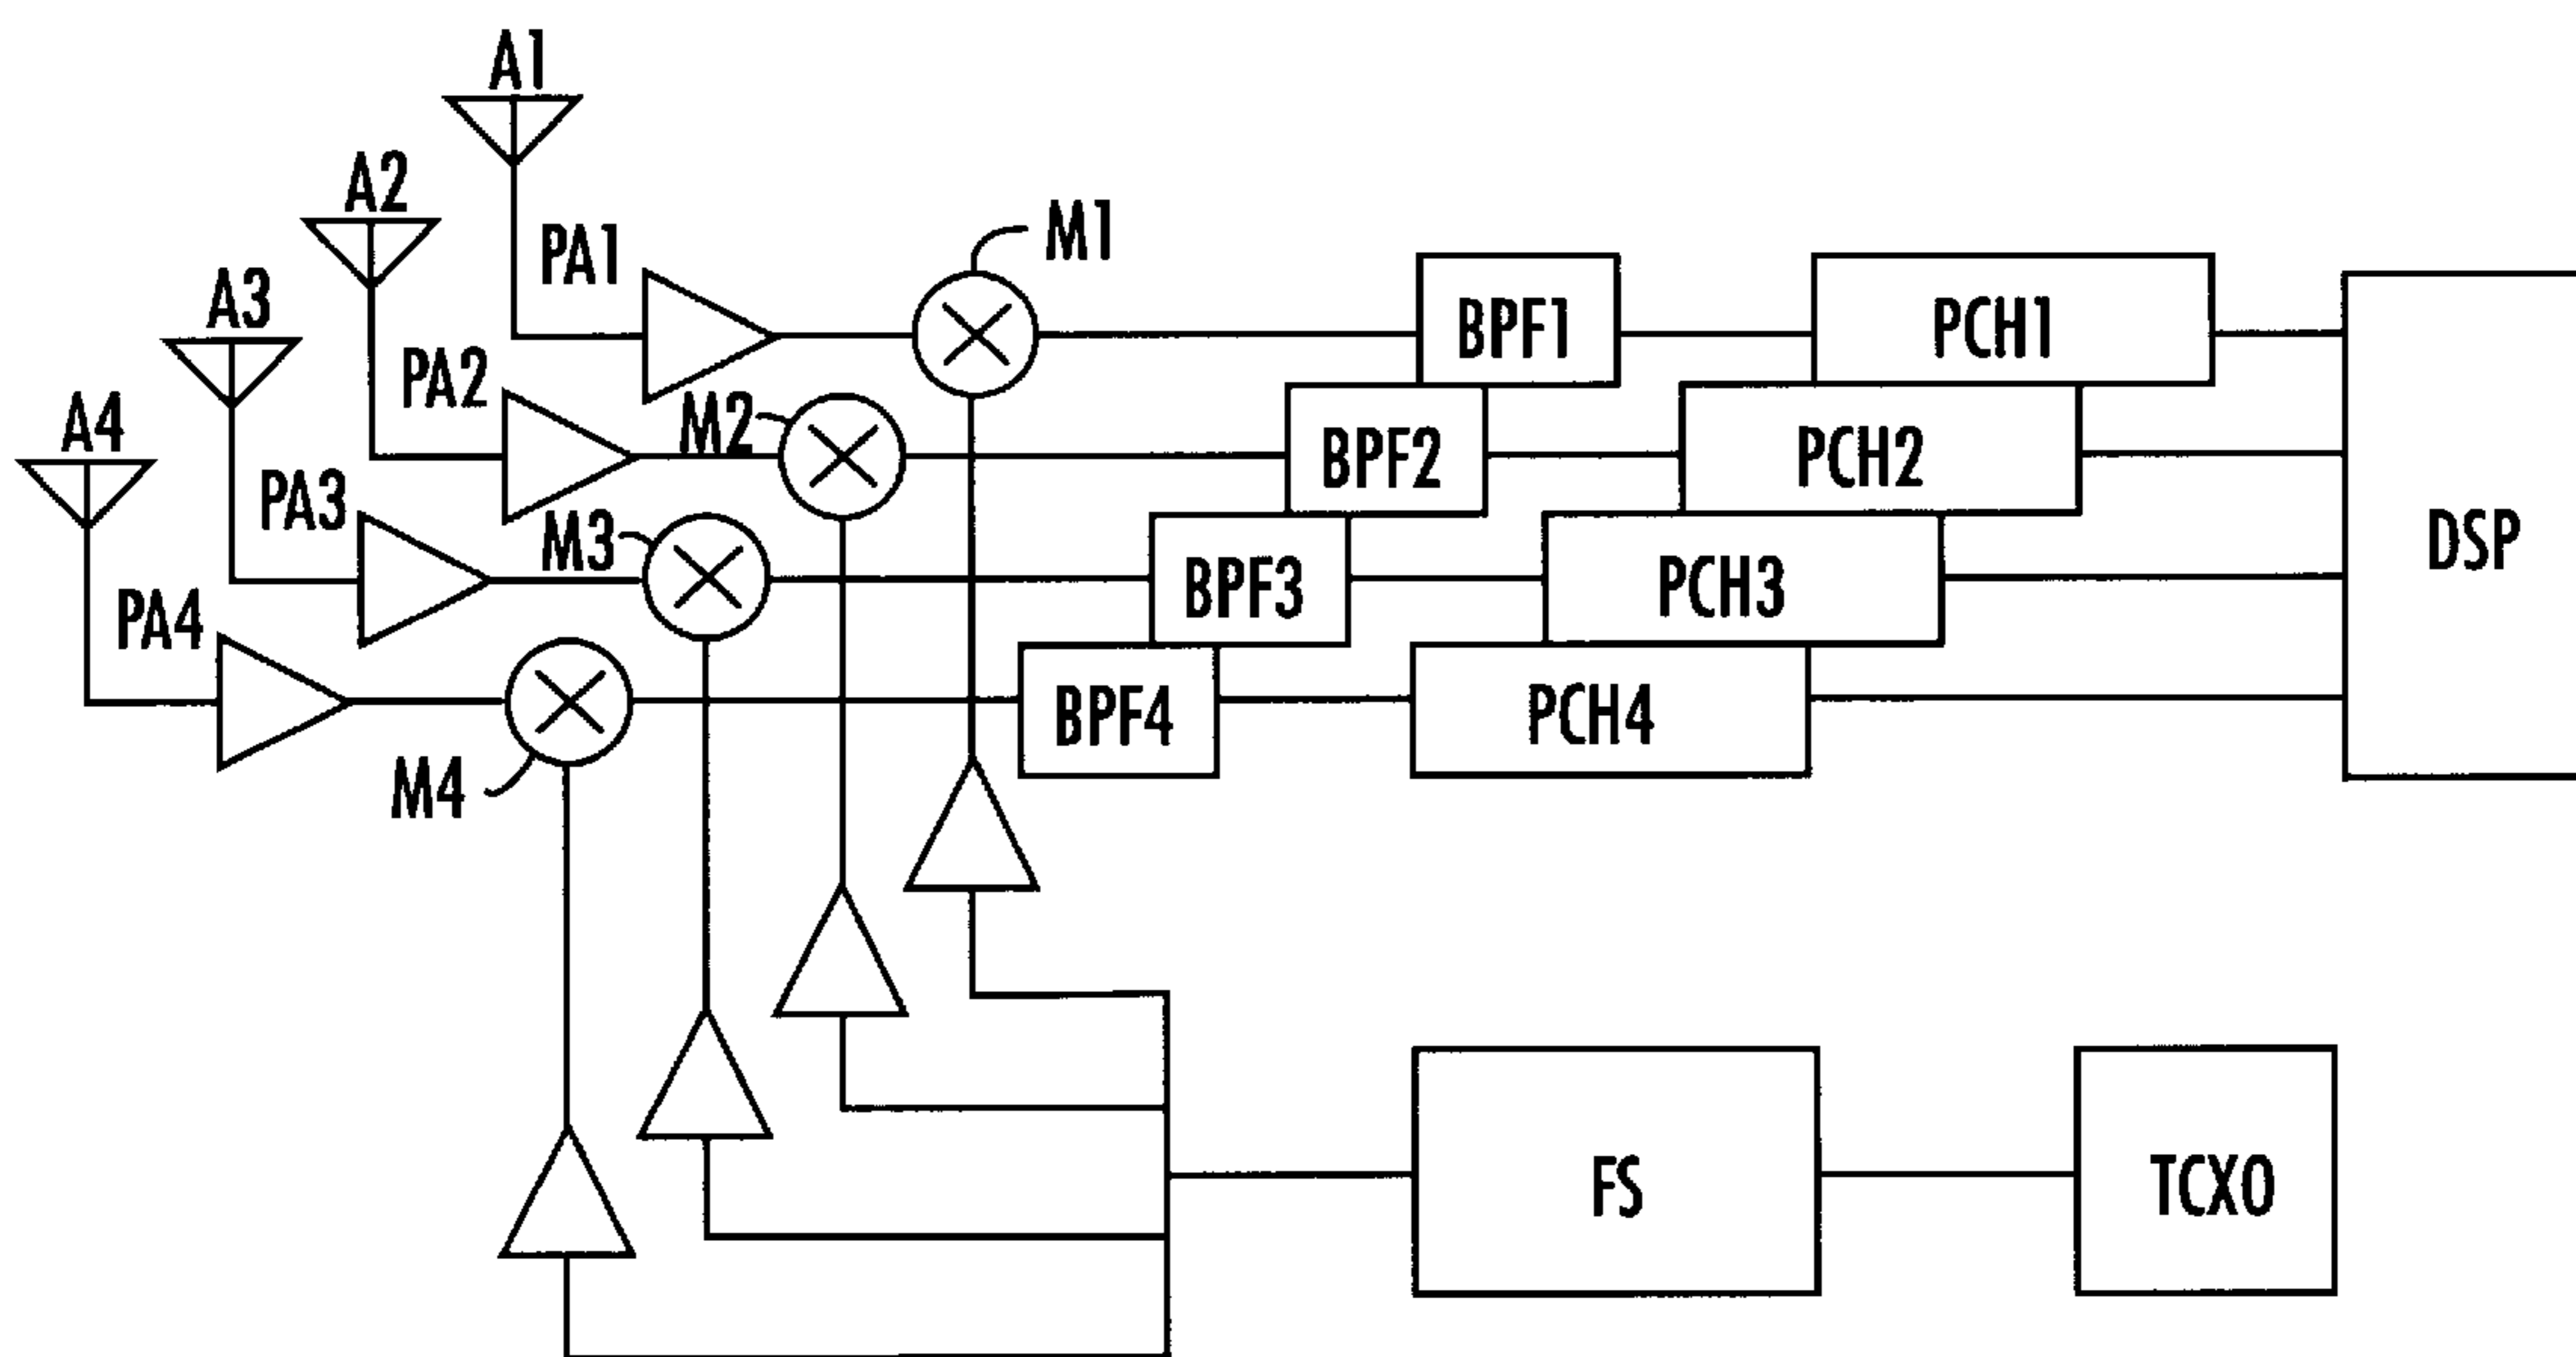 A1
A2
A3
A4
PA1
PA2
PA3
PA4
M1
M2
M3
M4
BPF1
BPF2
BPF3
BPF4
PCH1
PCH2
PCH3
PCH4
DSP
FS
TCXO